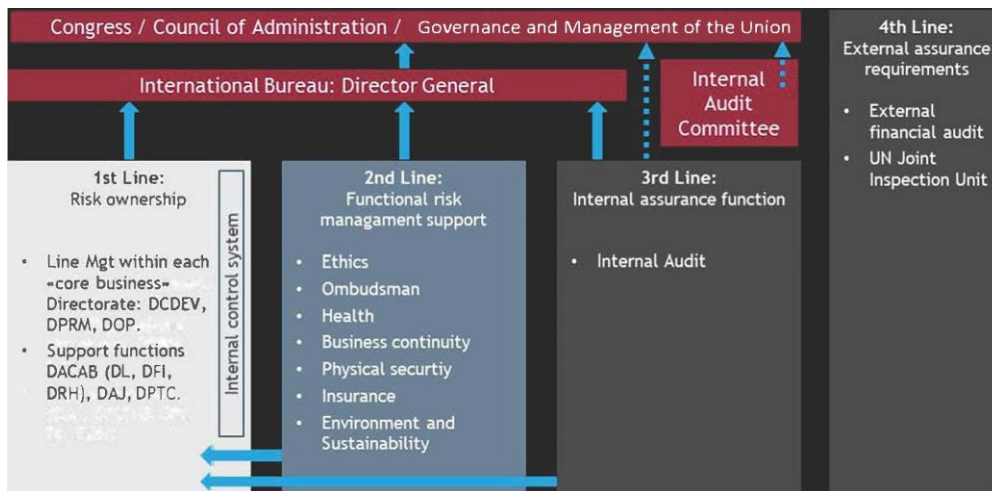 Congress / Council of Administration / Governance and Management of the Union
International Bureau: Director General
Internal
Audit
Committee
1st Line:
Risk ownership
• Line Mgt within each
«core business»
Directorate: DCDEV,
DPRM, DOP.
• Support functions
DACAB (DL, DFI,
DRH), DAJ, DPTC.
Internal control system
2nd Line:
Functional risk
managament support
• Ethics
• Ombudsman
• Health
• Business continuity
• Physical securtiy
• Insurance
• Environment and
Sustainability
3rd Line:
Internal assurance function
• Internal Audit
4th Line:
External assurance
requirements
• External
financial audit
• UN Joint
Inspection Unit